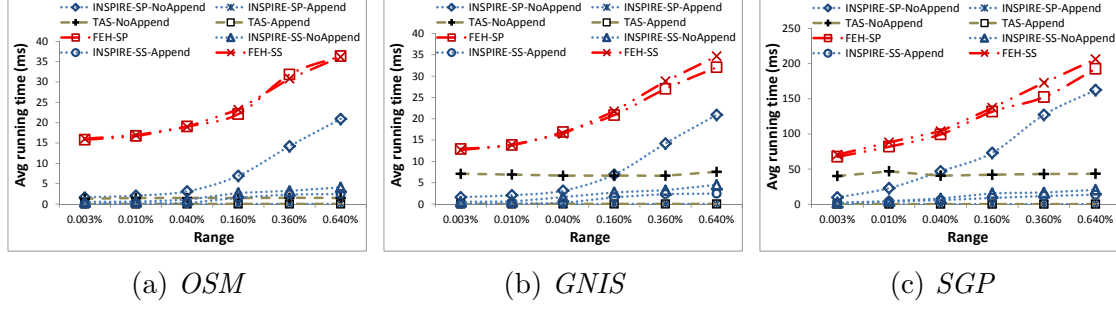 INSPIRE-SP-NoAppend INSPIRE-SP-Append
TAS-NoAppend TAS-Append
FEH-SP INSPIRE-SS-NoAppend
INSPIRE-SS-Append FEH-SS
Avg running time (ms)
40
35
30
25
20
15
10
5
0
0.003% 0.010% 0.040% 0.160% 0.360% 0.640%
Range
(a) OSM
INSPIRE-SP-NoAppend INSPIRE-SP-Append
TAS-NoAppend TAS-Append
FEH-SP INSPIRE-SS-NoAppend
INSPIRE-SS-Append FEH-SS
Avg running time (ms)
40
35
30
25
20
15
10
5
0
0.003% 0.010% 0.040% 0.160% 0.360% 0.640%
Range
(b) GNIS
INSPIRE-SP-NoAppend INSPIRE-SP-Append
TAS-NoAppend TAS-Append
FEH-SP INSPIRE-SS-NoAppend
INSPIRE-SS-Append FEH-SS
Avg running time (ms)
250
200
150
100
50
0
0.003% 0.010% 0.040% 0.160% 0.360% 0.640%
Range
(c) SGP